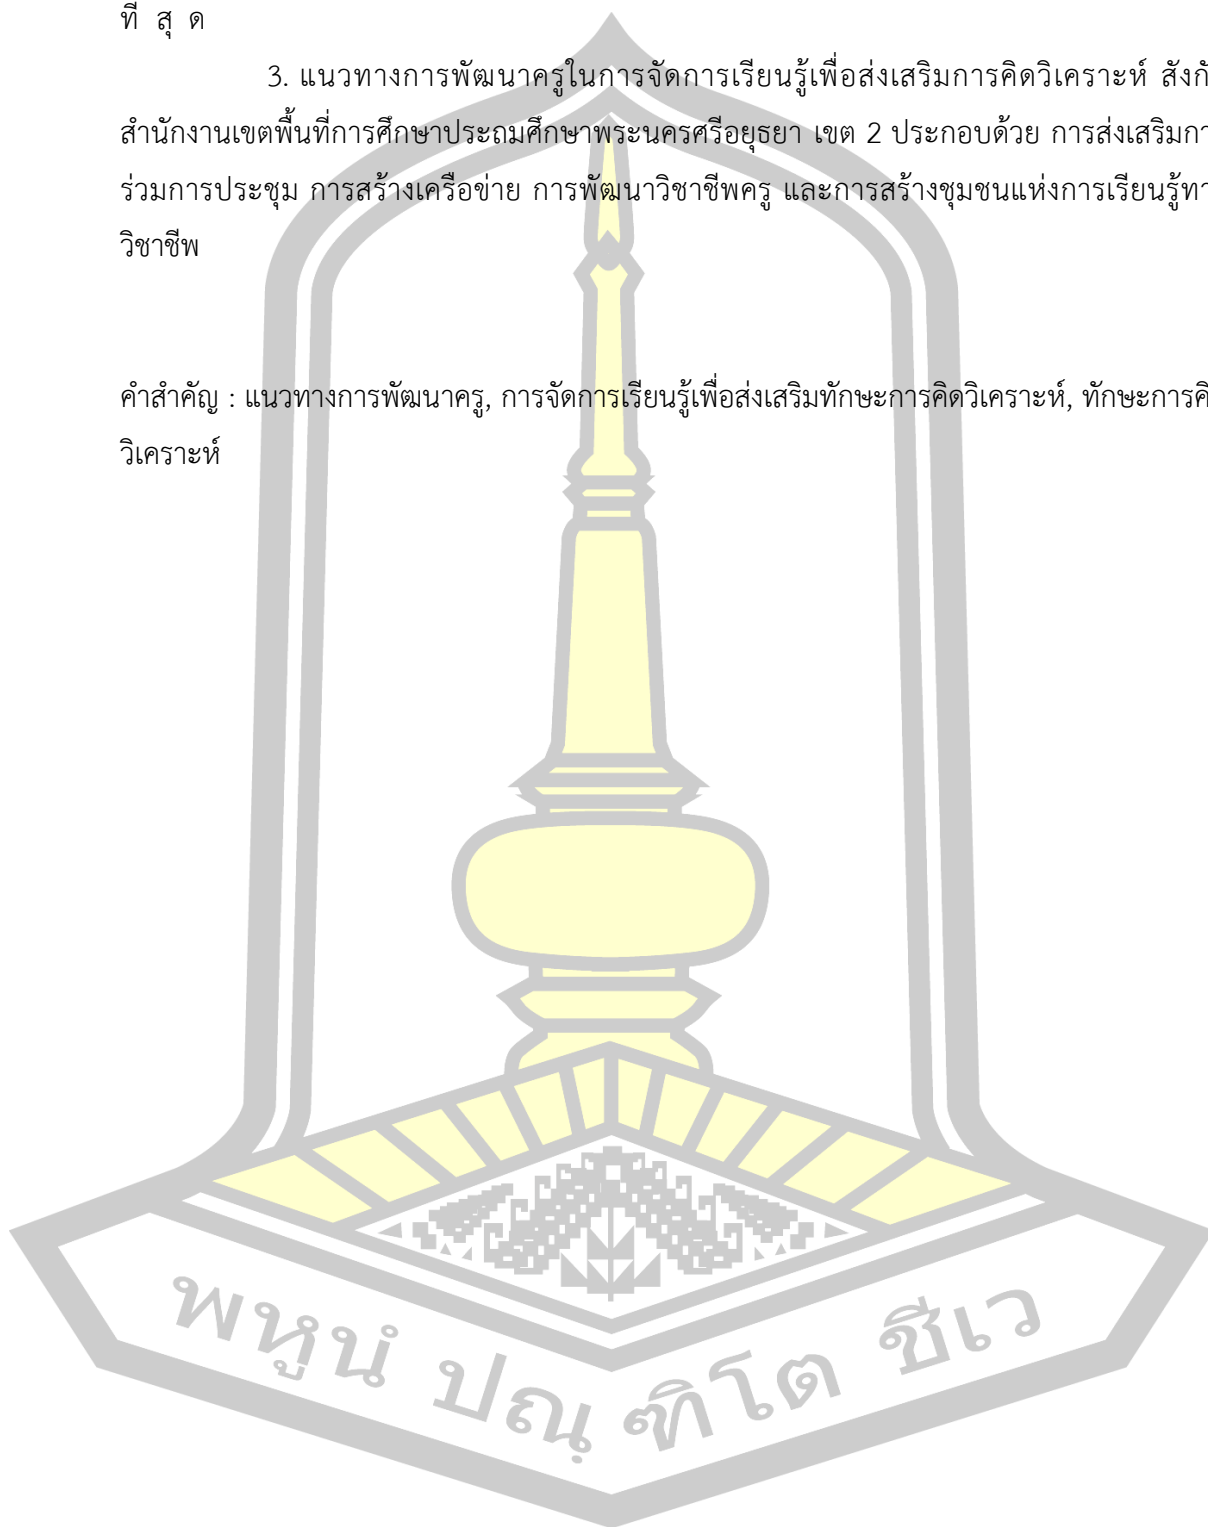 ที่ สุ ด
3. แนวทางการพัฒนาครูในการจัดการเรียนรู้เพื่อส่งเสริมการคิดวิเคราะห์ สังกั
สำนักงานเขตพื้นที่การศึกษาประถมศึกษาพระนครศรีอยุธยา เขต 2 ประกอบด้วย การส่งเสริมกา
ร่วมการประชุม การสร้างเครือข่าย การพัฒนาวิชาชีพครู และการสร้างชุมชนแห่งการเรียนรู้ทา
วิชาชีพ
คำสำคัญ : แนวทางการพัฒนาครู, การจัดการเรียนรู้เพื่อส่งเสริมทักษะการคิดวิเคราะห์, ทักษะการคิ
วิเคราะห์
พหูนํ ปณฺฑิโต ชีเว